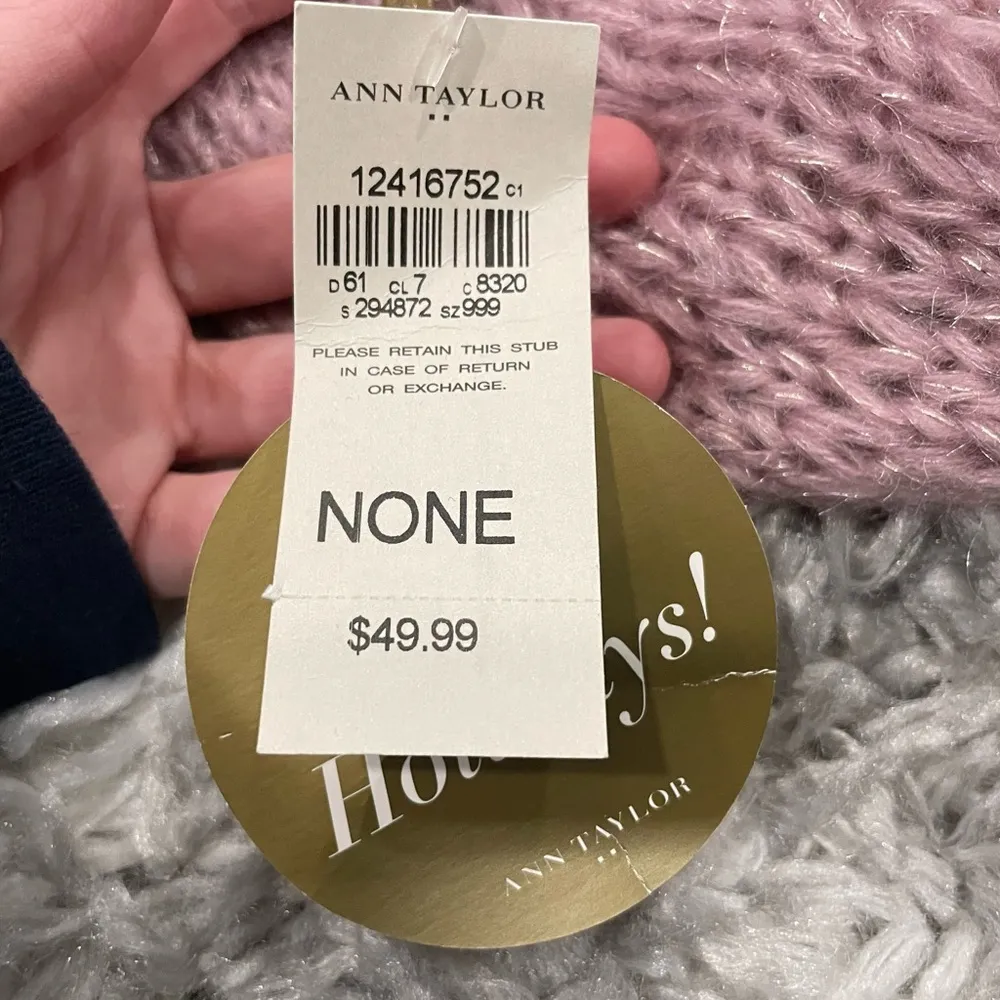 ANN TAYLOR
12416752 C1
D 61 CL 7 C 8320
S 294872 SZ 999
PLEASE RETAIN THIS STUB
IN CASE OF RETURN
OR EXCHANGE.
NONE
$49.99
ANN TAYLOR